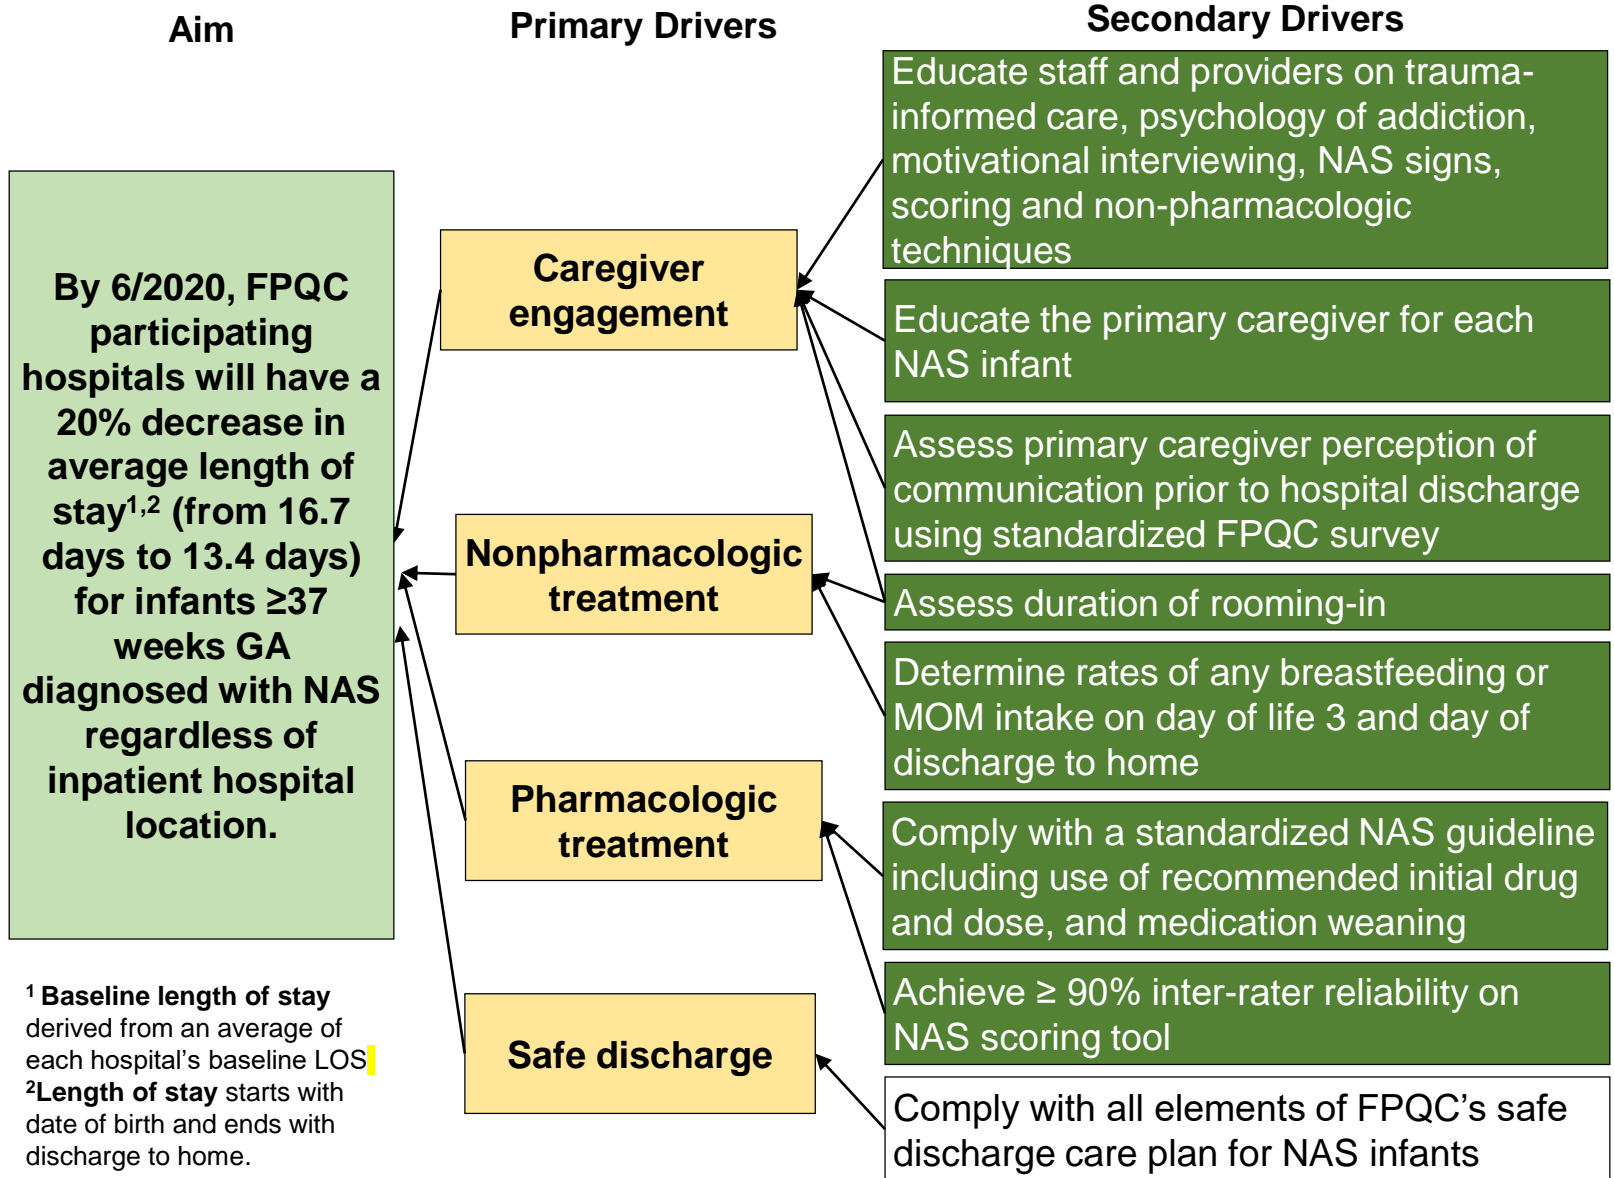 Aim
Primary Drivers
Secondary Drivers
By 6/2020, FPQC
participating
hospitals will have a
20% decrease in
average length of
stay1,2 (from 16.7
days to 13.4 days)
for infants ≥37
weeks GA
diagnosed with NAS
regardless of
inpatient hospital
location.
1 Baseline length of stay
derived from an average of
each hospital's baseline LOS
2Length of stay starts with
date of birth and ends with
discharge to home.
Caregiver
engagement
Nonpharmacologic
treatment
Pharmacologic
treatment
Safe discharge
Educate staff and providers on trauma-
informed care, psychology of addiction,
motivational interviewing, NAS signs,
scoring and non-pharmacologic
techniques
Educate the primary caregiver for each
NAS infant
Assess primary caregiver perception of
communication prior to hospital discharge
using standardized FPQC survey
Assess duration of rooming-in
Determine rates of any breastfeeding or
MOM intake on day of life 3 and day of
discharge to home
Comply with a standardized NAS guideline
including use of recommended initial drug
and dose, and medication weaning
Achieve ≥ 90% inter-rater reliability on
NAS scoring tool
Comply with all elements of FPQC's safe
discharge care plan for NAS infants